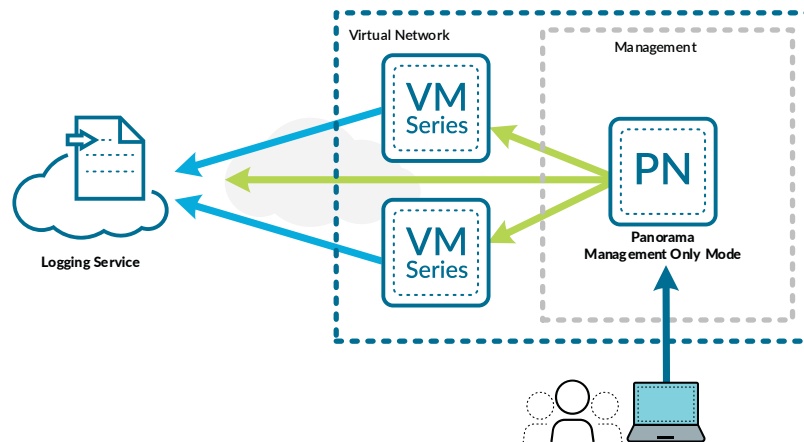 Virtual Network
Management
VM
Series
PN
Panorama
Management Only Mode
VM
Series
Logging Service